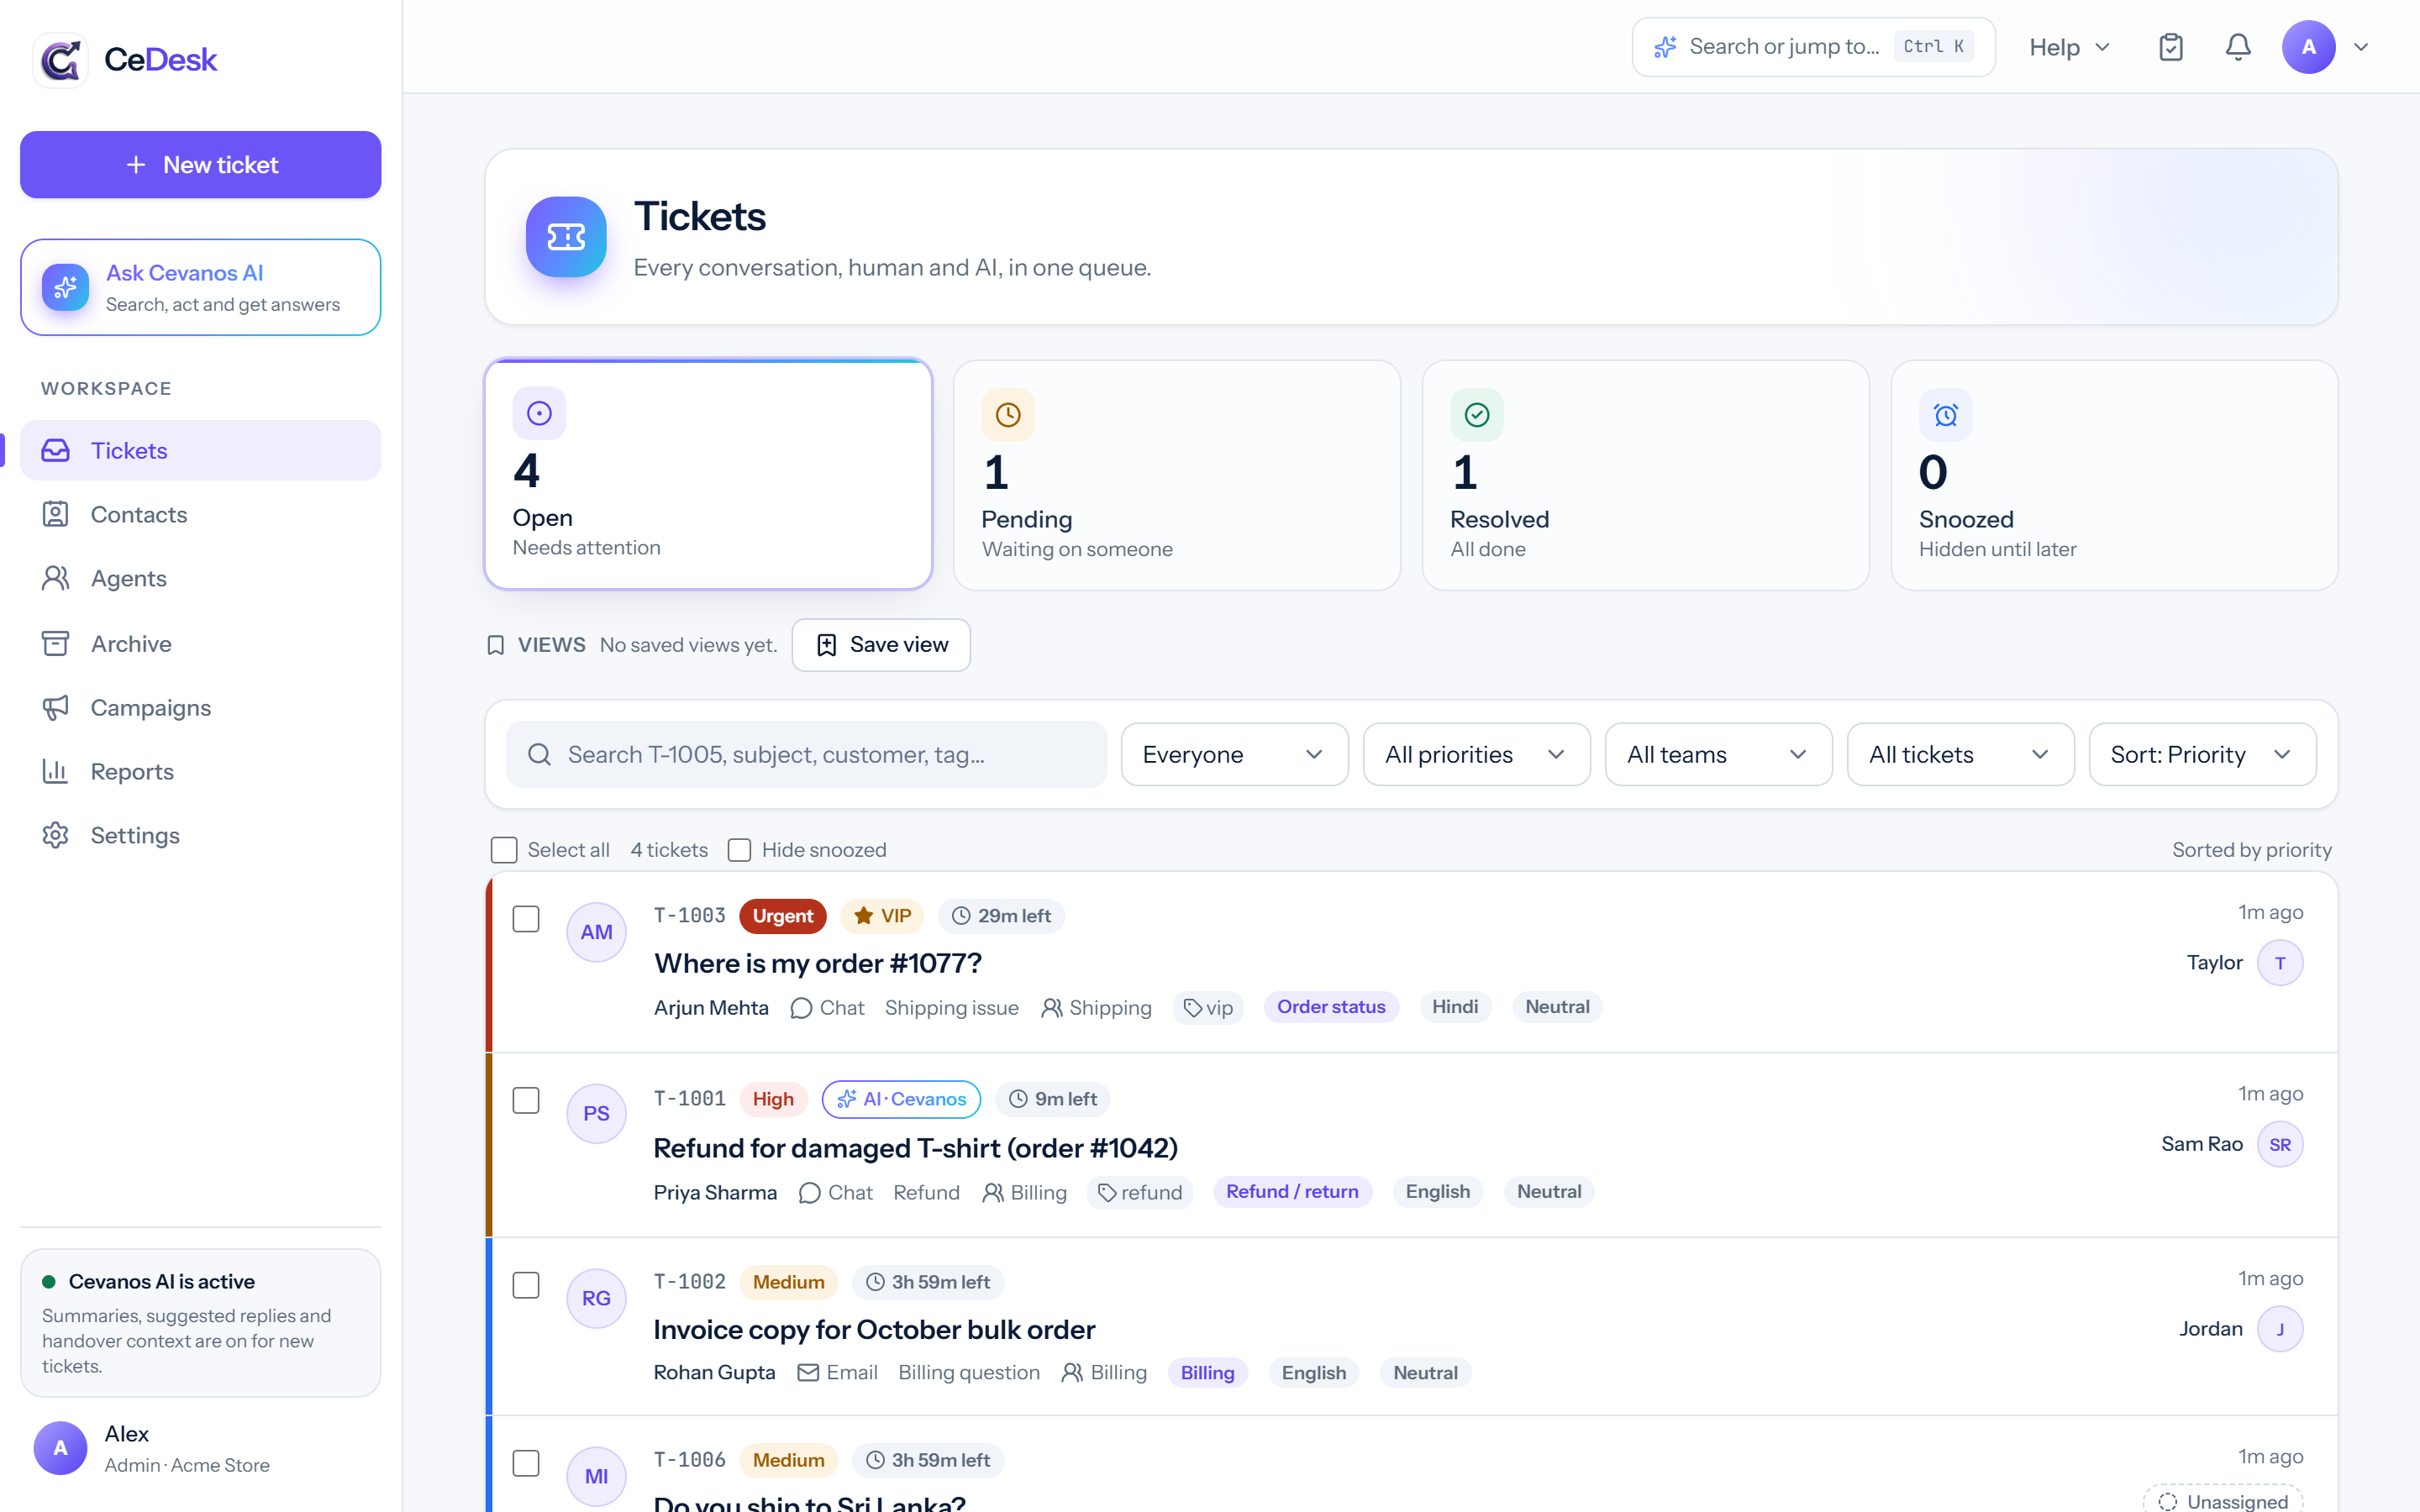 CeDesk
Search or jump to... Ctrl K
Help
A
New ticket
Ask Cevanos AI
Search, act and get answers
WORKSPACE
Tickets
Contacts
Agents
Archive
Campaigns
Reports
Settings
Cevanos AI is active
Summaries, suggested replies and
handover context are on for new
tickets.
A
Alex
Admin · Acme Store
Tickets
Every conversation, human and AI, in one queue.
4
Open
Needs attention
1
Pending
Waiting on someone
1
Resolved
All done
0
Snoozed
Hidden until later
VIEWS No saved views yet. Save view
Search T-1005, subject, customer, tag... Everyone All priorities All teams All tickets Sort: Priority
Select all 4 tickets Hide snoozed Sorted by priority
AM
T-1003 Urgent VIP 29m left 1m ago
Where is my order #1077? Taylor T
Arjun Mehta Chat Shipping issue Shipping vip Order status Hindi Neutral
PS
T-1001 High AI · Cevanos 9m left 1m ago
Refund for damaged T-shirt (order #1042) Sam Rao SR
Priya Sharma Chat Refund Billing refund Refund / return English Neutral
RG
T-1002 Medium 3h 59m left 1m ago
Invoice copy for October bulk order Jordan J
Rohan Gupta Email Billing question Billing Billing English Neutral
MI
T-1006 Medium 3h 59m left 1m ago
Do you ship to Sri Lanka? Unassigned